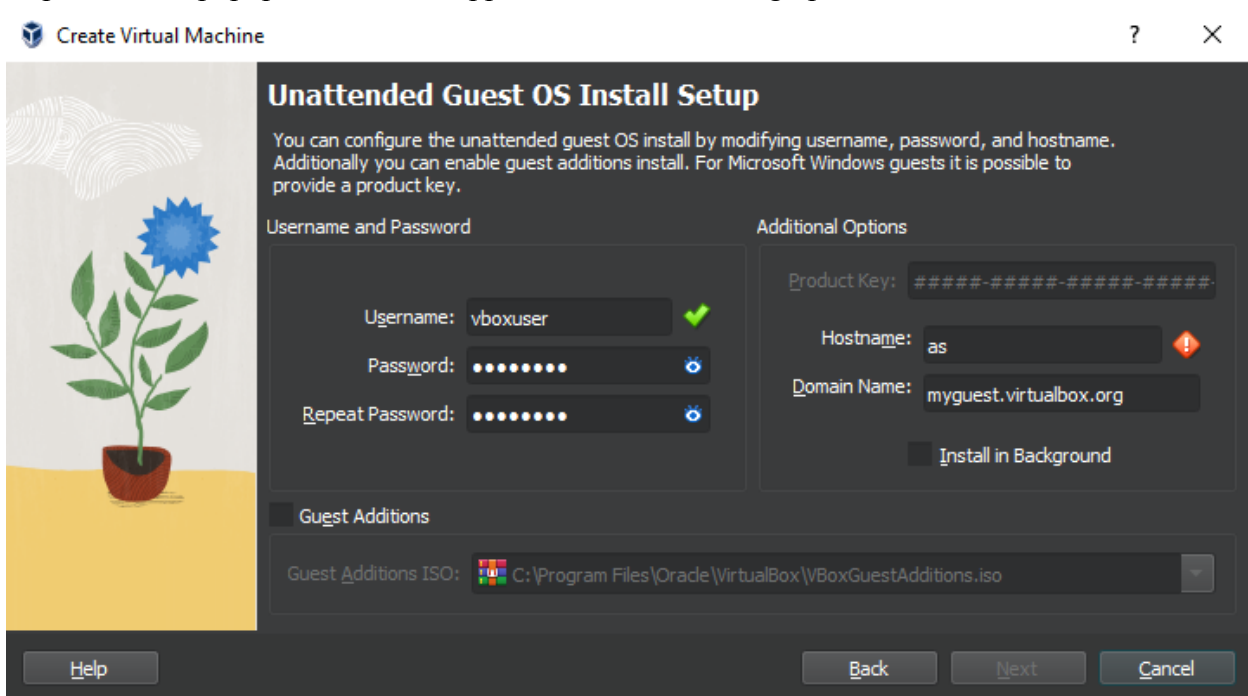 Create Virtual Machine
?
Unattended Guest OS Install Setup
You can configure the unattended guest OS install by modifying username, password, and hostname.
Additionally you can enable guest additions install. For Microsoft Windows guests it is possible to
provide a product key.
Username and Password
Username: vboxuser
Password: ●●●●●●●●
Repeat Password: ●●●●●●●●
Additional Options
Product Key: #####-#####-#####-#####-
Hostname: as
Domain Name: myguest.virtualbox.org
Install in Background
Guest Additions
Guest Additions ISO: C:\Program Files\Oracle\VirtualBox\VBoxGuestAdditions.iso
Help
Back
Next
Cancel